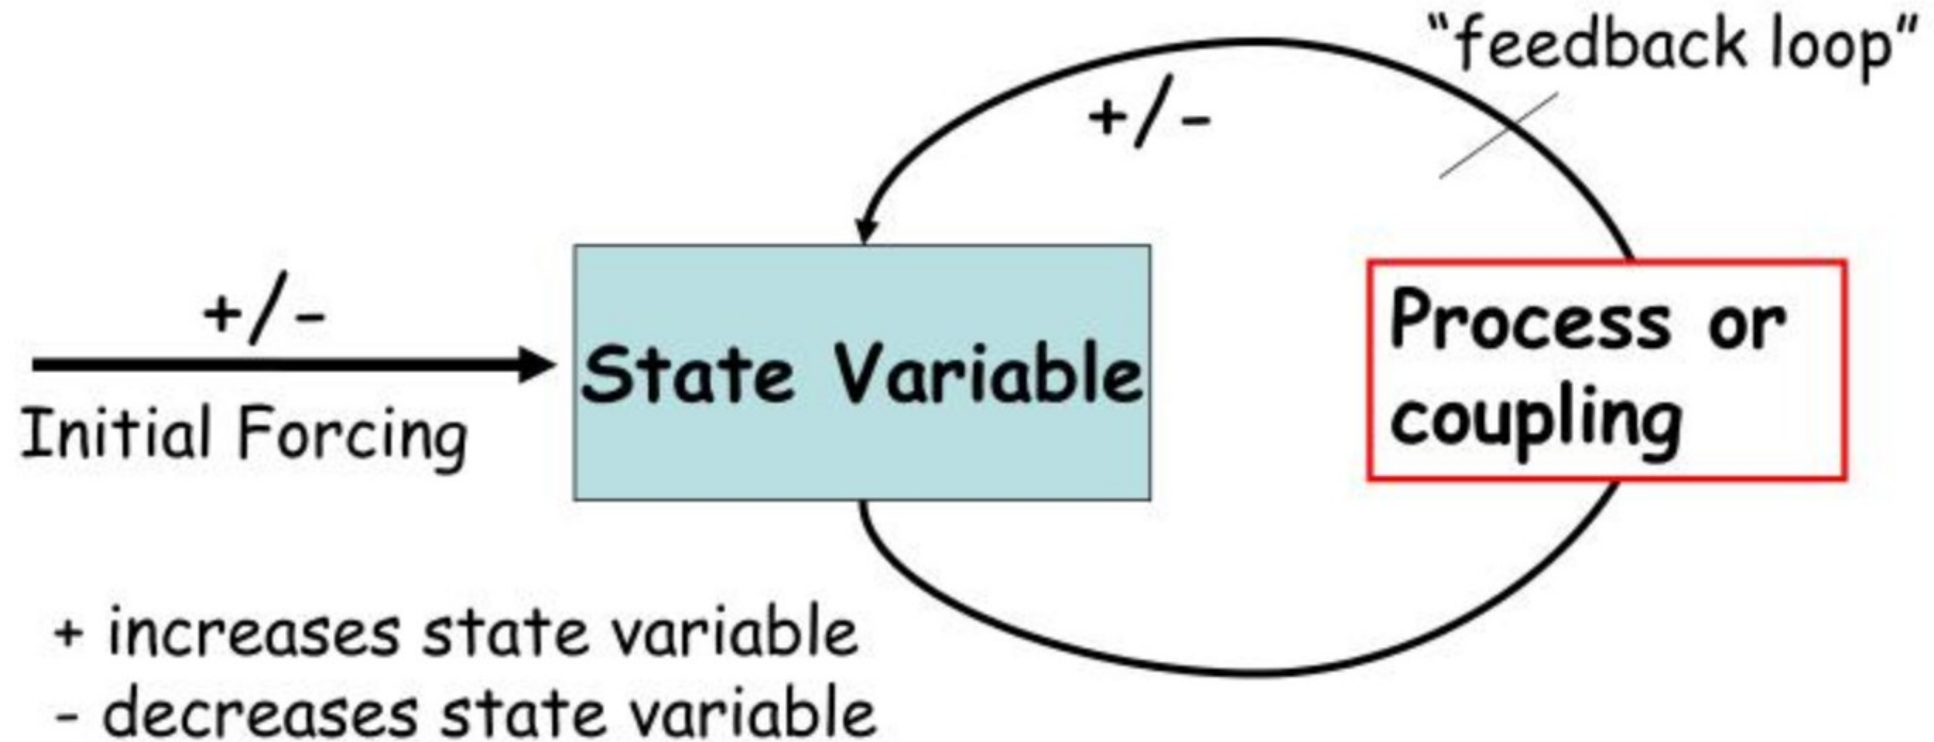 “feedback loop”
+/-
+/-
Initial Forcing
State Variable
Process or
coupling
+ increases state variable
- decreases state variable